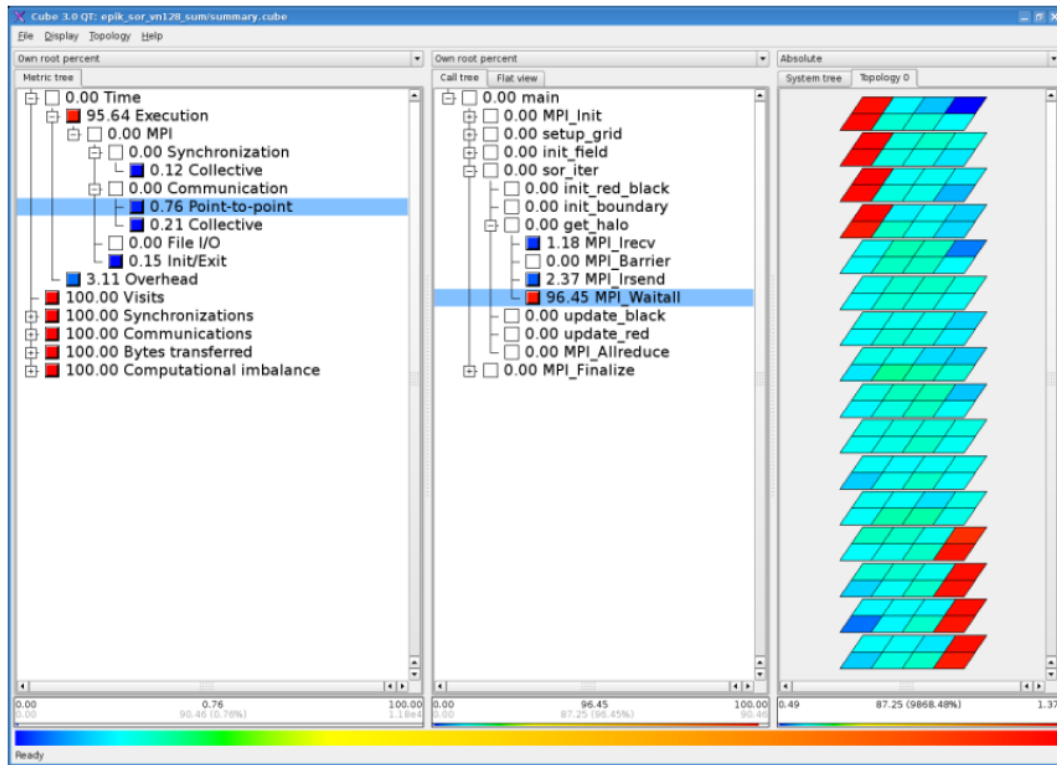 Cube 3.0 QT: epik_sor_vn128_sum/summary.cube
File Display Topology Help
Own root percent
Metric tree
0.00 Time
95.64 Execution
0.00 MPI
0.00 Synchronization
0.12 Collective
0.00 Communication
0.76 Point-to-point
0.21 Collective
0.00 File I/O
0.15 Init/Exit
3.11 Overhead
100.00 Visits
100.00 Synchronizations
100.00 Communications
100.00 Bytes transferred
100.00 Computational imbalance
0.00 0.76 100.00
0.00 90.46 (0.76%) 1.18e4
Own root percent
Call tree Flat view
0.00 main
0.00 MPI_Init
0.00 setup_grid
0.00 init_field
0.00 sor_iter
0.00 init_red_black
0.00 init_boundary
0.00 get_halo
1.18 MPI_Irecv
0.00 MPI_Barrier
2.37 MPI_Irsend
96.45 MPI_Waitall
0.00 update_black
0.00 update_red
0.00 MPI_Allreduce
0.00 MPI_Finalize
0.00 96.45 100.00
0.00 87.25 (96.45%) 90.46
Absolute
System tree Topology 0
0.49 87.25 (9868.48%) 1.37
Ready